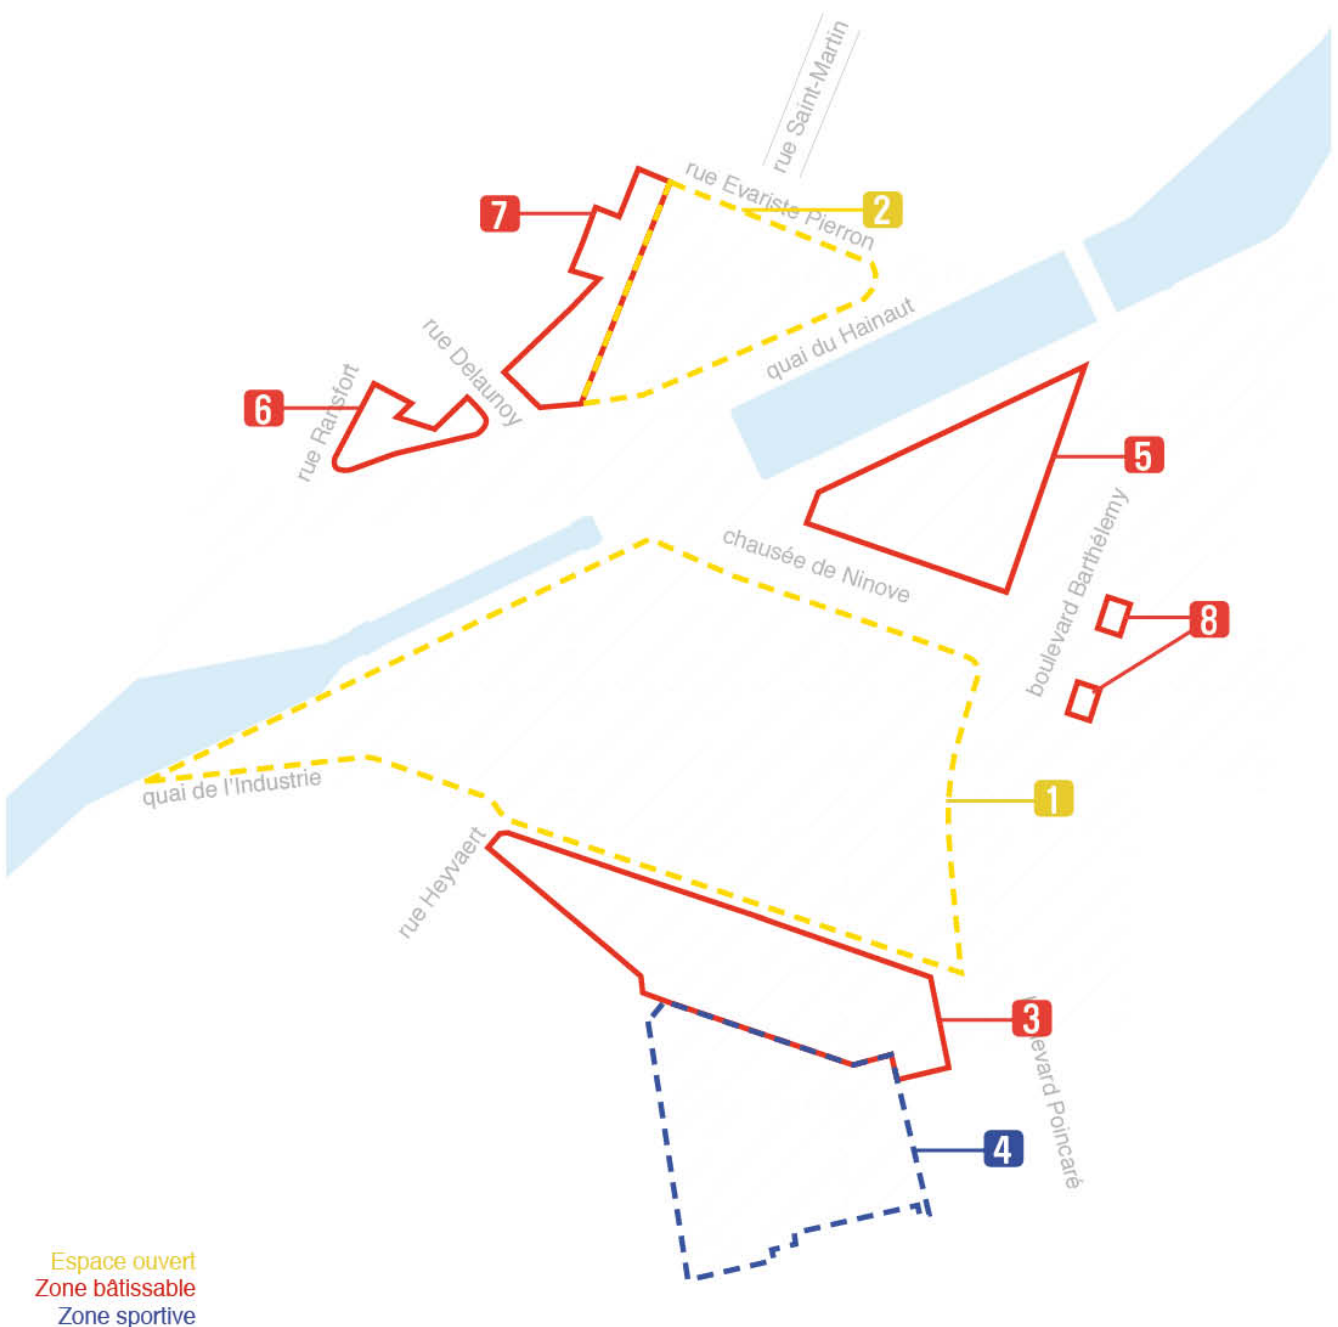 rue Saint-Martin
rue Evariste Pierron
7
2
quai du Hainaut
rue Delaunoy
rue Ransfort
6
5
chausée de Ninove
boulevard Barthélemy
8
quai de l'Industrie
1
rue Heyvaert
3
evard Poincaré
4
Espace ouvert
Zone bâtissable
Zone sportive